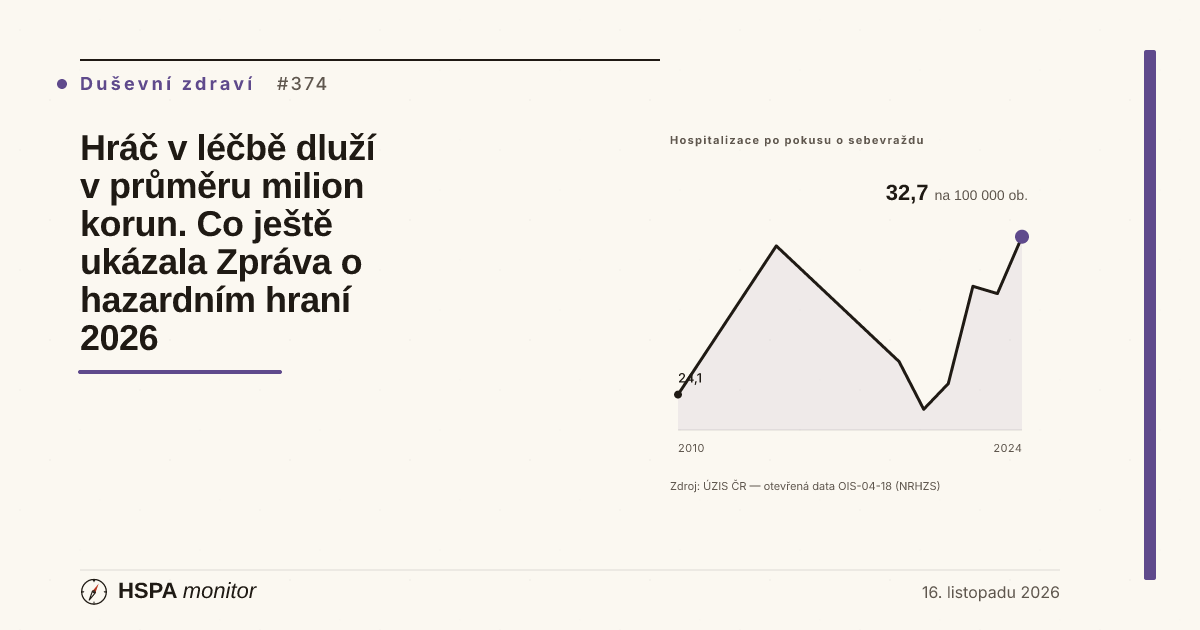 Duševní zdraví #374
Hráč v léčbě dluží
v průměru milion
korun. Co ještě
ukázala Zpráva o
hazardním hraní
2026
Hospitalizace po pokusu o sebevraždu
32,7 na 100 000 ob.
24,1
2010 2024
Zdroj: ÚZIS ČR — otevřená data OIS-04-18 (NRHZS)
HSPA monitor
16. listopadu 2026